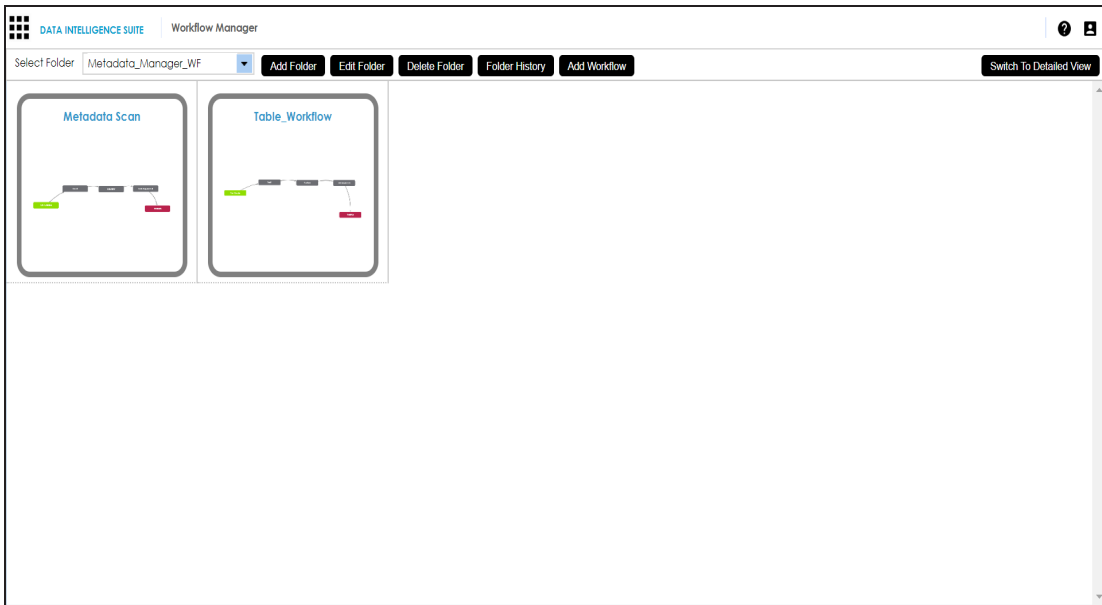 DATA INTELLIGENCE SUITE
Workflow Manager
Select Folder
Metadata_Manager_WF
Add Folder
Edit Folder
Delete Folder
Folder History
Add Workflow
Switch To Detailed View
Metadata Scan
Table_Workflow